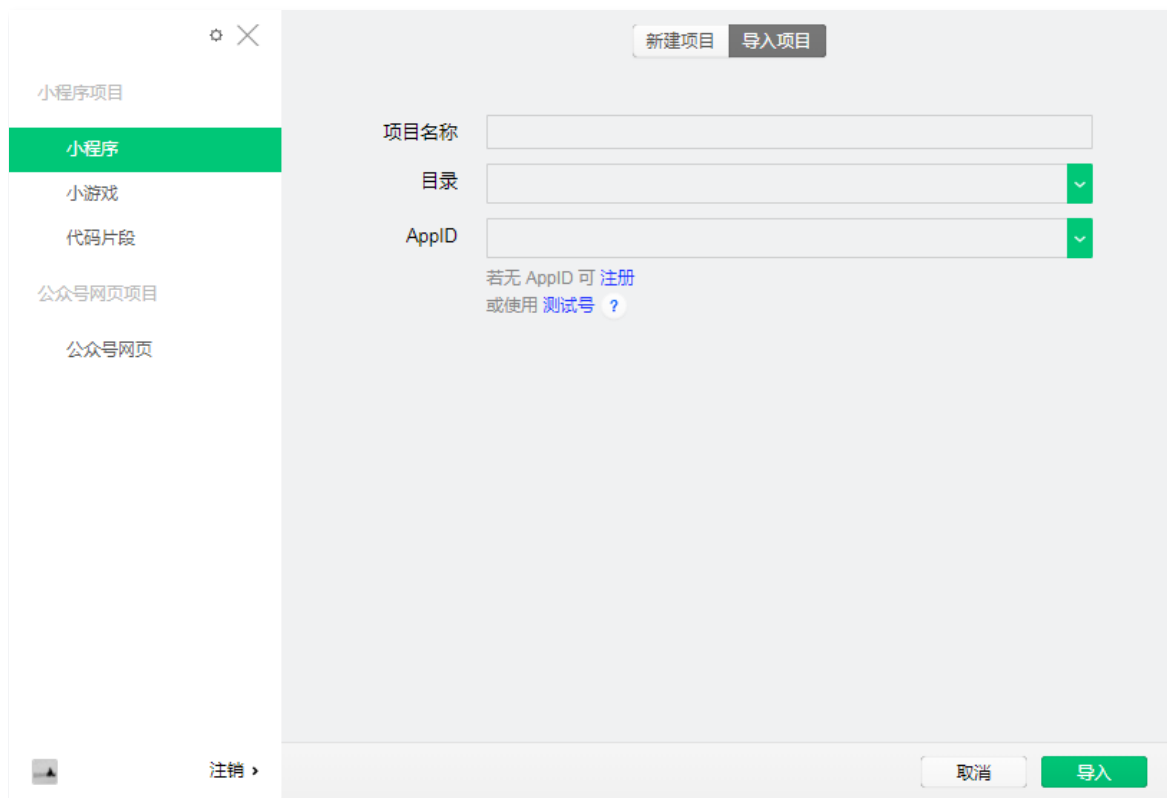 小程序项目
小程序
小游戏
代码片段
公众号网页项目
公众号网页
注销 ›
新建项目 导入项目
项目名称
目录
AppID
若无 AppID 可 注册
或使用 测试号 ?
取消 导入